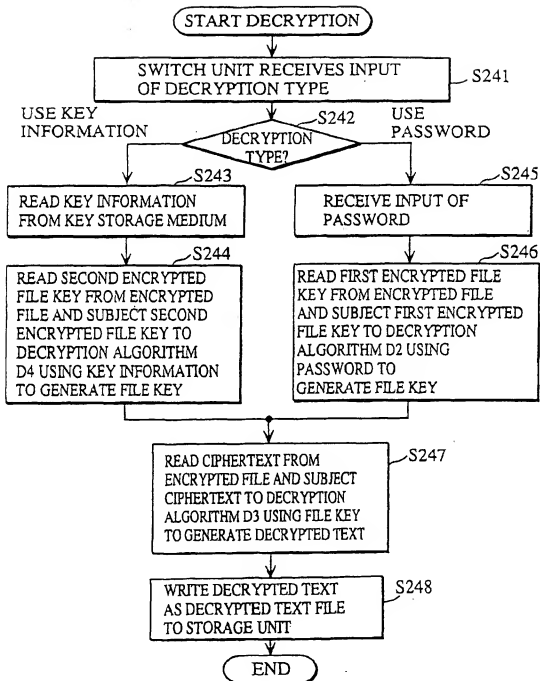 START DECRYPTION
SWITCH UNIT RECEIVES INPUT
OF DECRYPTION TYPE
S241
S242
USE KEY
INFORMATION
DECRYPTION
TYPE?
USE
PASSWORD
S243
READ KEY INFORMATION
FROM KEY STORAGE MEDIUM
S245
RECEIVE INPUT OF
PASSWORD
S244
READ SECOND ENCRYPTED
FILE KEY FROM ENCRYPTED
FILE AND SUBJECT SECOND
ENCRYPTED FILE KEY TO
DECRYPTION ALGORITHM
D4 USING KEY INFORMATION
TO GENERATE FILE KEY
S246
READ FIRST ENCRYPTED FILE
KEY FROM ENCRYPTED FILE
AND SUBJECT FIRST ENCRYPTED
FILE KEY TO DECRYPTION
ALGORITHM D2 USING
PASSWORD TO
GENERATE FILE KEY
S247
READ CIPHERTEXT FROM
ENCRYPTED FILE AND SUBJECT
CIPHERTEXT TO DECRYPTION
ALGORITHM D3 USING FILE KEY
TO GENERATE DECRYPTED TEXT
S248
WRITE DECRYPTED TEXT
AS DECRYPTED TEXT FILE
TO STORAGE UNIT
END